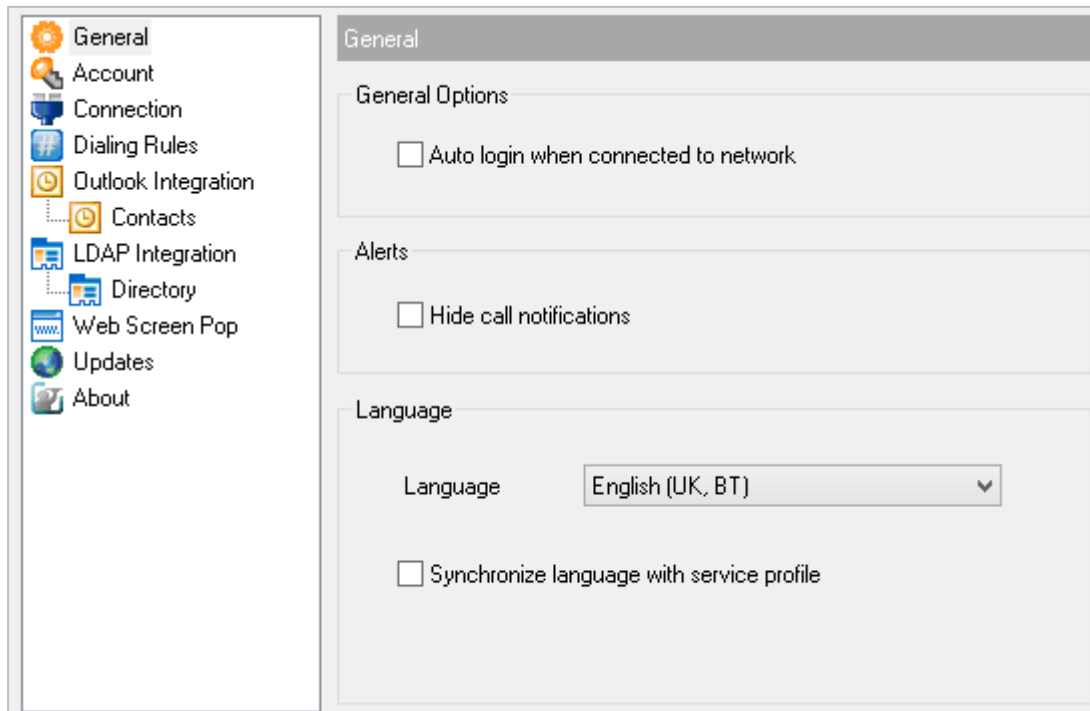 General
Account
Connection
Dialing Rules
Outlook Integration
Contacts
LDAP Integration
Directory
Web Screen Pop
Updates
About
General
General Options
Auto login when connected to network
Alerts
Hide call notifications
Language
Language English (UK, BT)
Synchronize language with service profile